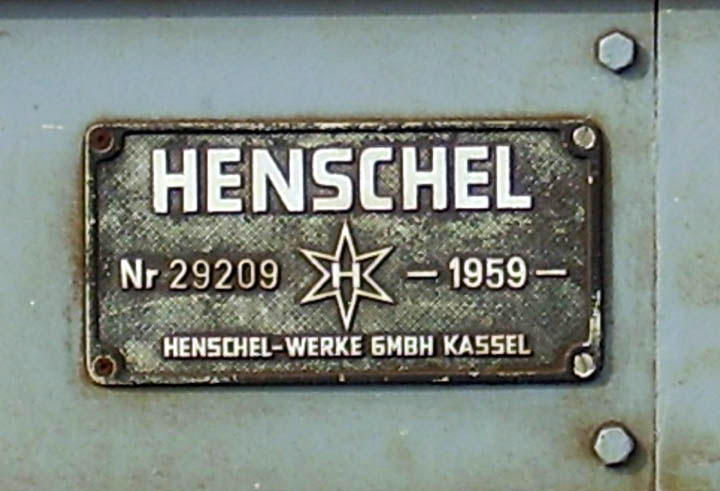 HENSCHEL
Nr 29209 H — 1959 —
HENSCHEL-WERKE GMBH KASSEL